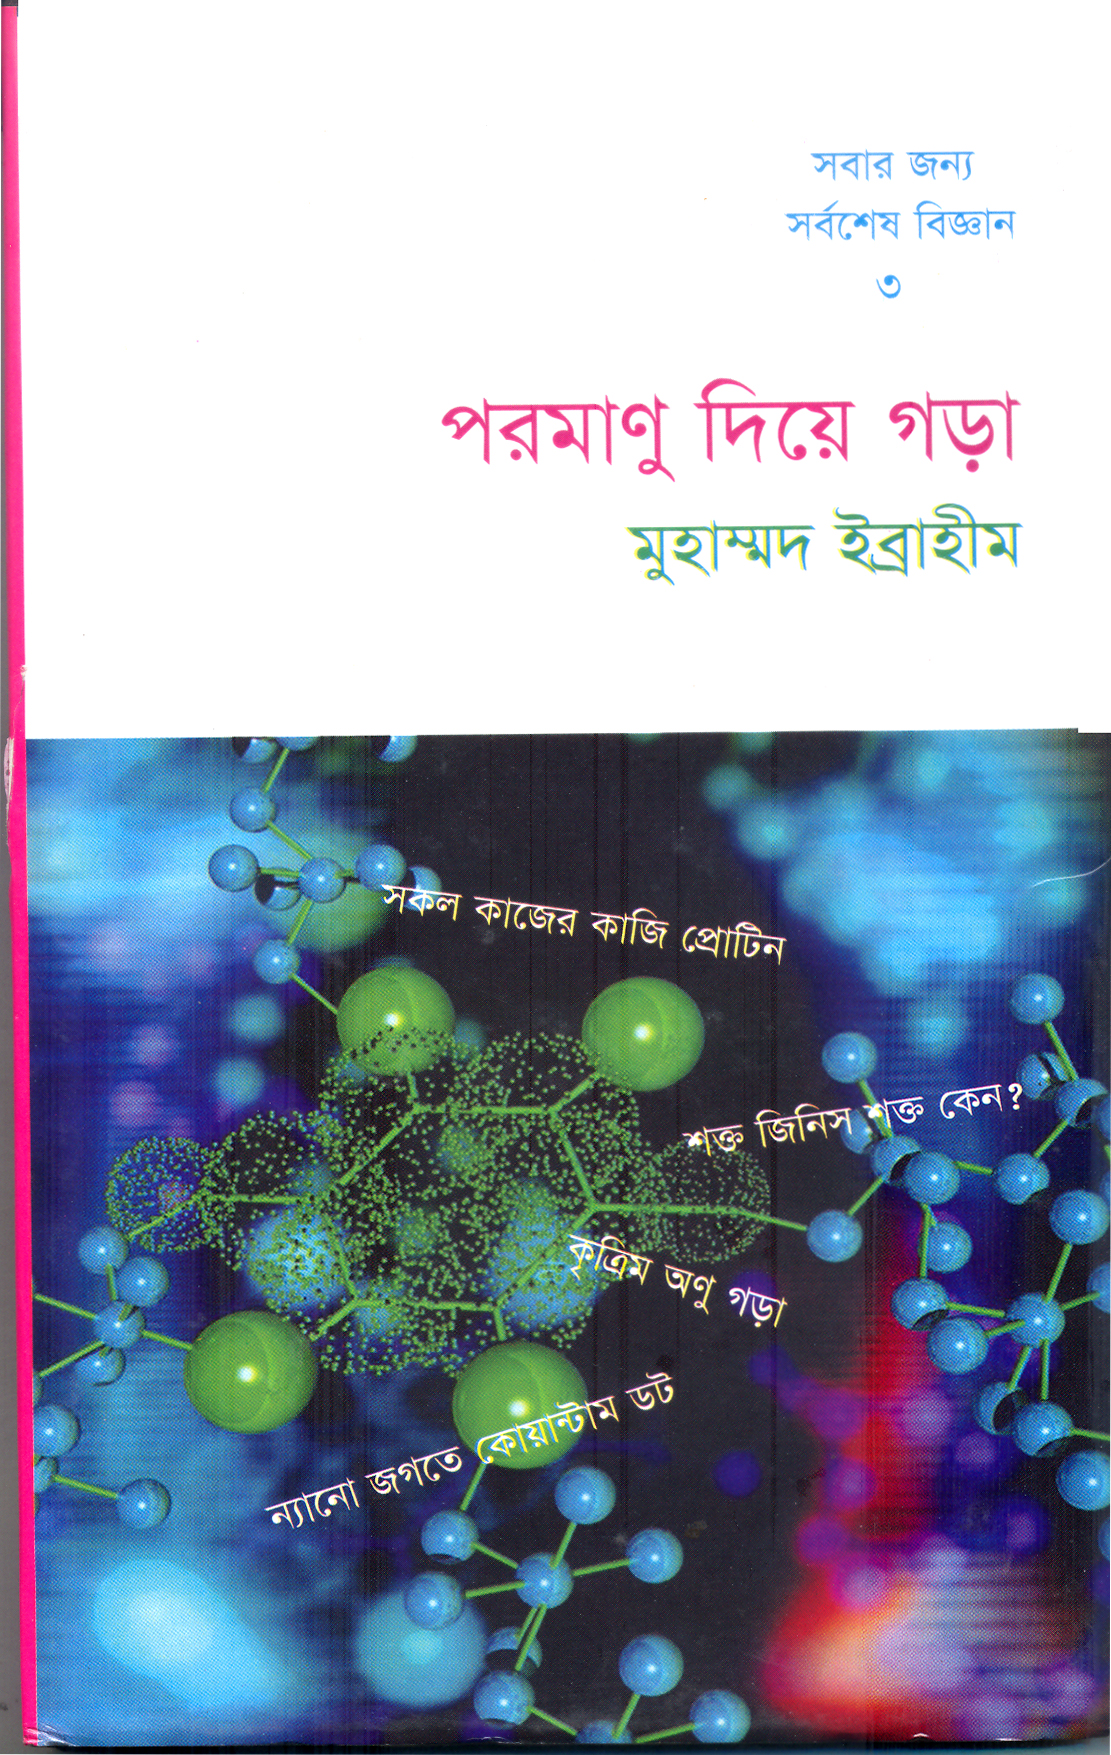 সবার জন্য
সর্বশেষ বিজ্ঞান
৩
পরমাণু দিয়ে গড়া
মুহাম্মদ ইব্রাহীম
সকল কাজের কাজি প্রোটিন
শক্ত জিনিস শক্ত কেন?
কৃত্রিম অণু গড়া
ন্যানো জগতে কোয়ান্টাম ডট